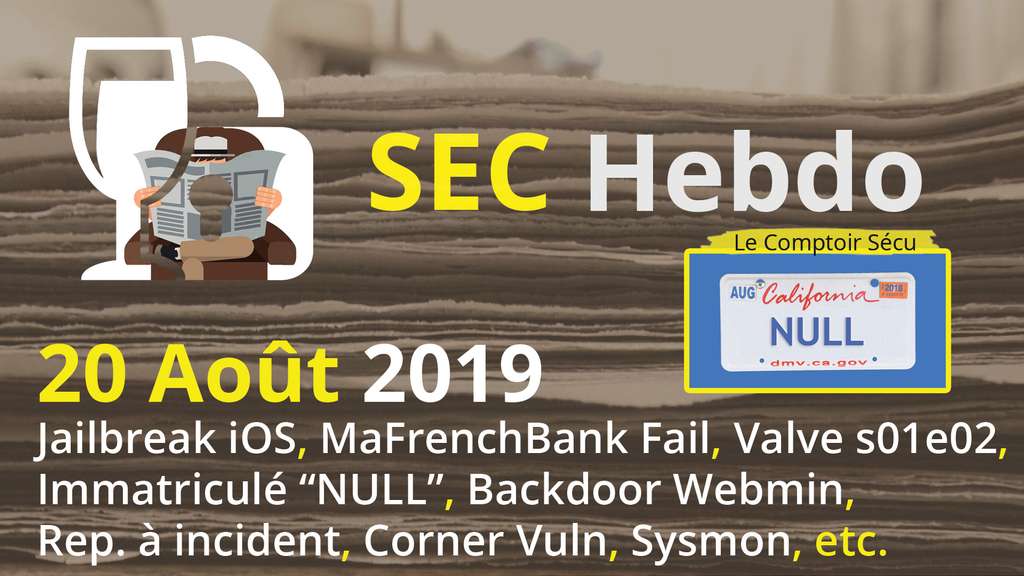 SEC Hebdo
Le Comptoir Sécu
AUG California 2018
NULL
dmv.ca.gov
20 Août 2019
Jailbreak iOS, MaFrenchBank Fail, Valve s01e02,
Immatriculé “NULL”, Backdoor Webmin,
Rep. à incident, Corner Vuln, Sysmon, etc.